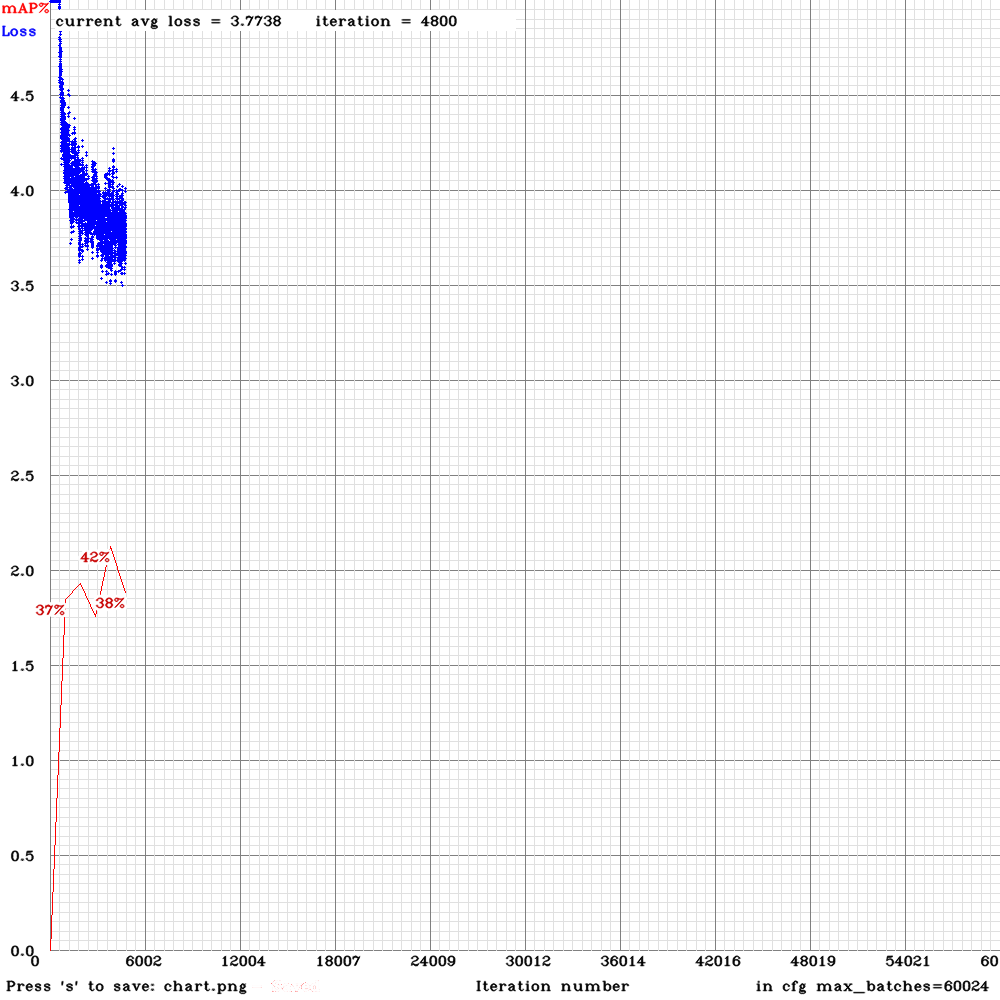 mAP%
Loss
current avg loss = 3.7738 iteration = 4800
4.5
4.0
3.5
3.0
2.5
2.0
42%
38%
37%
1.5
1.0
0.5
0.0
0 6002 12004 18007 24009 30012 36014 42016 48019 54021 60
Press 's' to save: chart.png Iteration number in cfg max_batches=60024